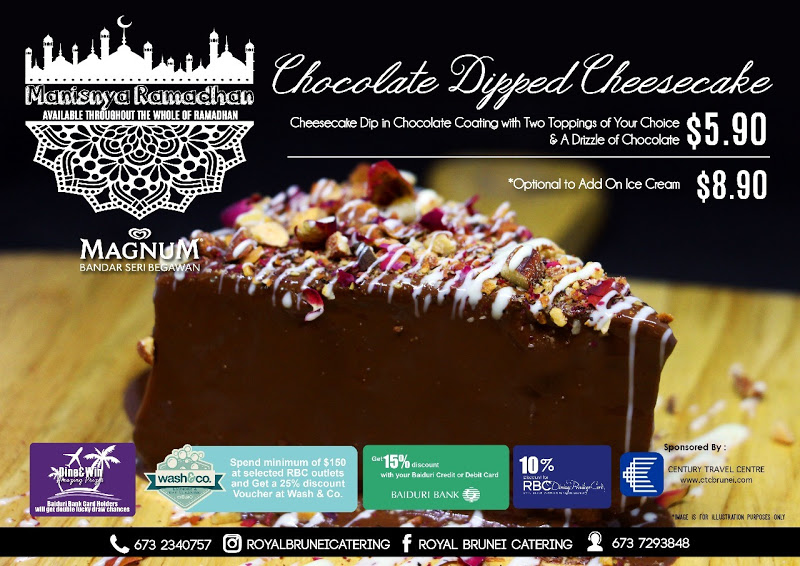 Manisnya Ramadhan
AVAILABLE THROUGHOUT THE WHOLE OF RAMADHAN
MAGNUM
BANDAR SERI BEGAWAN
Chocolate Dipped Cheesecake
Cheesecake Dip in Chocolate Coating with Two Toppings of Your Choice
& A Drizzle of Chocolate
$5.90
*Optional to Add On Ice Cream
$8.90
Dine& Win
Amazing Prizes
Baiduri Bank Card Holders
will get double lucky draw chances
wash&co.
Spend minimum of $150
at selected RBC outlets
and Get a 25% discount
Voucher at Wash & Co.
Get 15% discount
with your Baiduri Credit or Debit Card
BAIDURI BANK
10%
Discount for
RBC Dining Privilege Card
Sponsored By :
CENTURY TRAVEL CENTRE
www.ctcbrunei.com
*IMAGE IS FOR ILLUSTRATION PURPOSES ONLY
673 2340757 ROYALBRUNEICATERING ROYAL BRUNEI CATERING 673 7293848